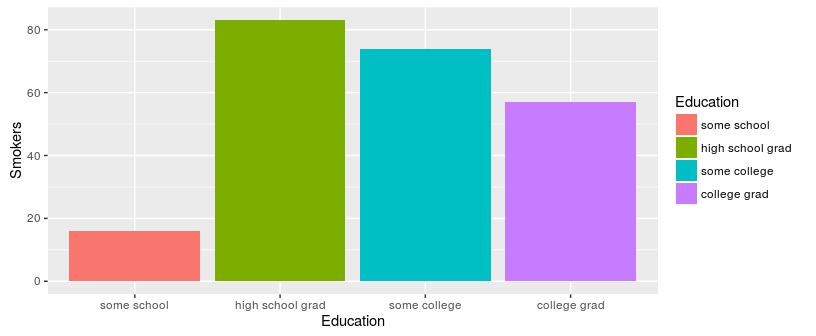 80
60
40
20
0
Smokers
some school
high school grad
some college
college grad
Education
Education
some school
high school grad
some college
college grad